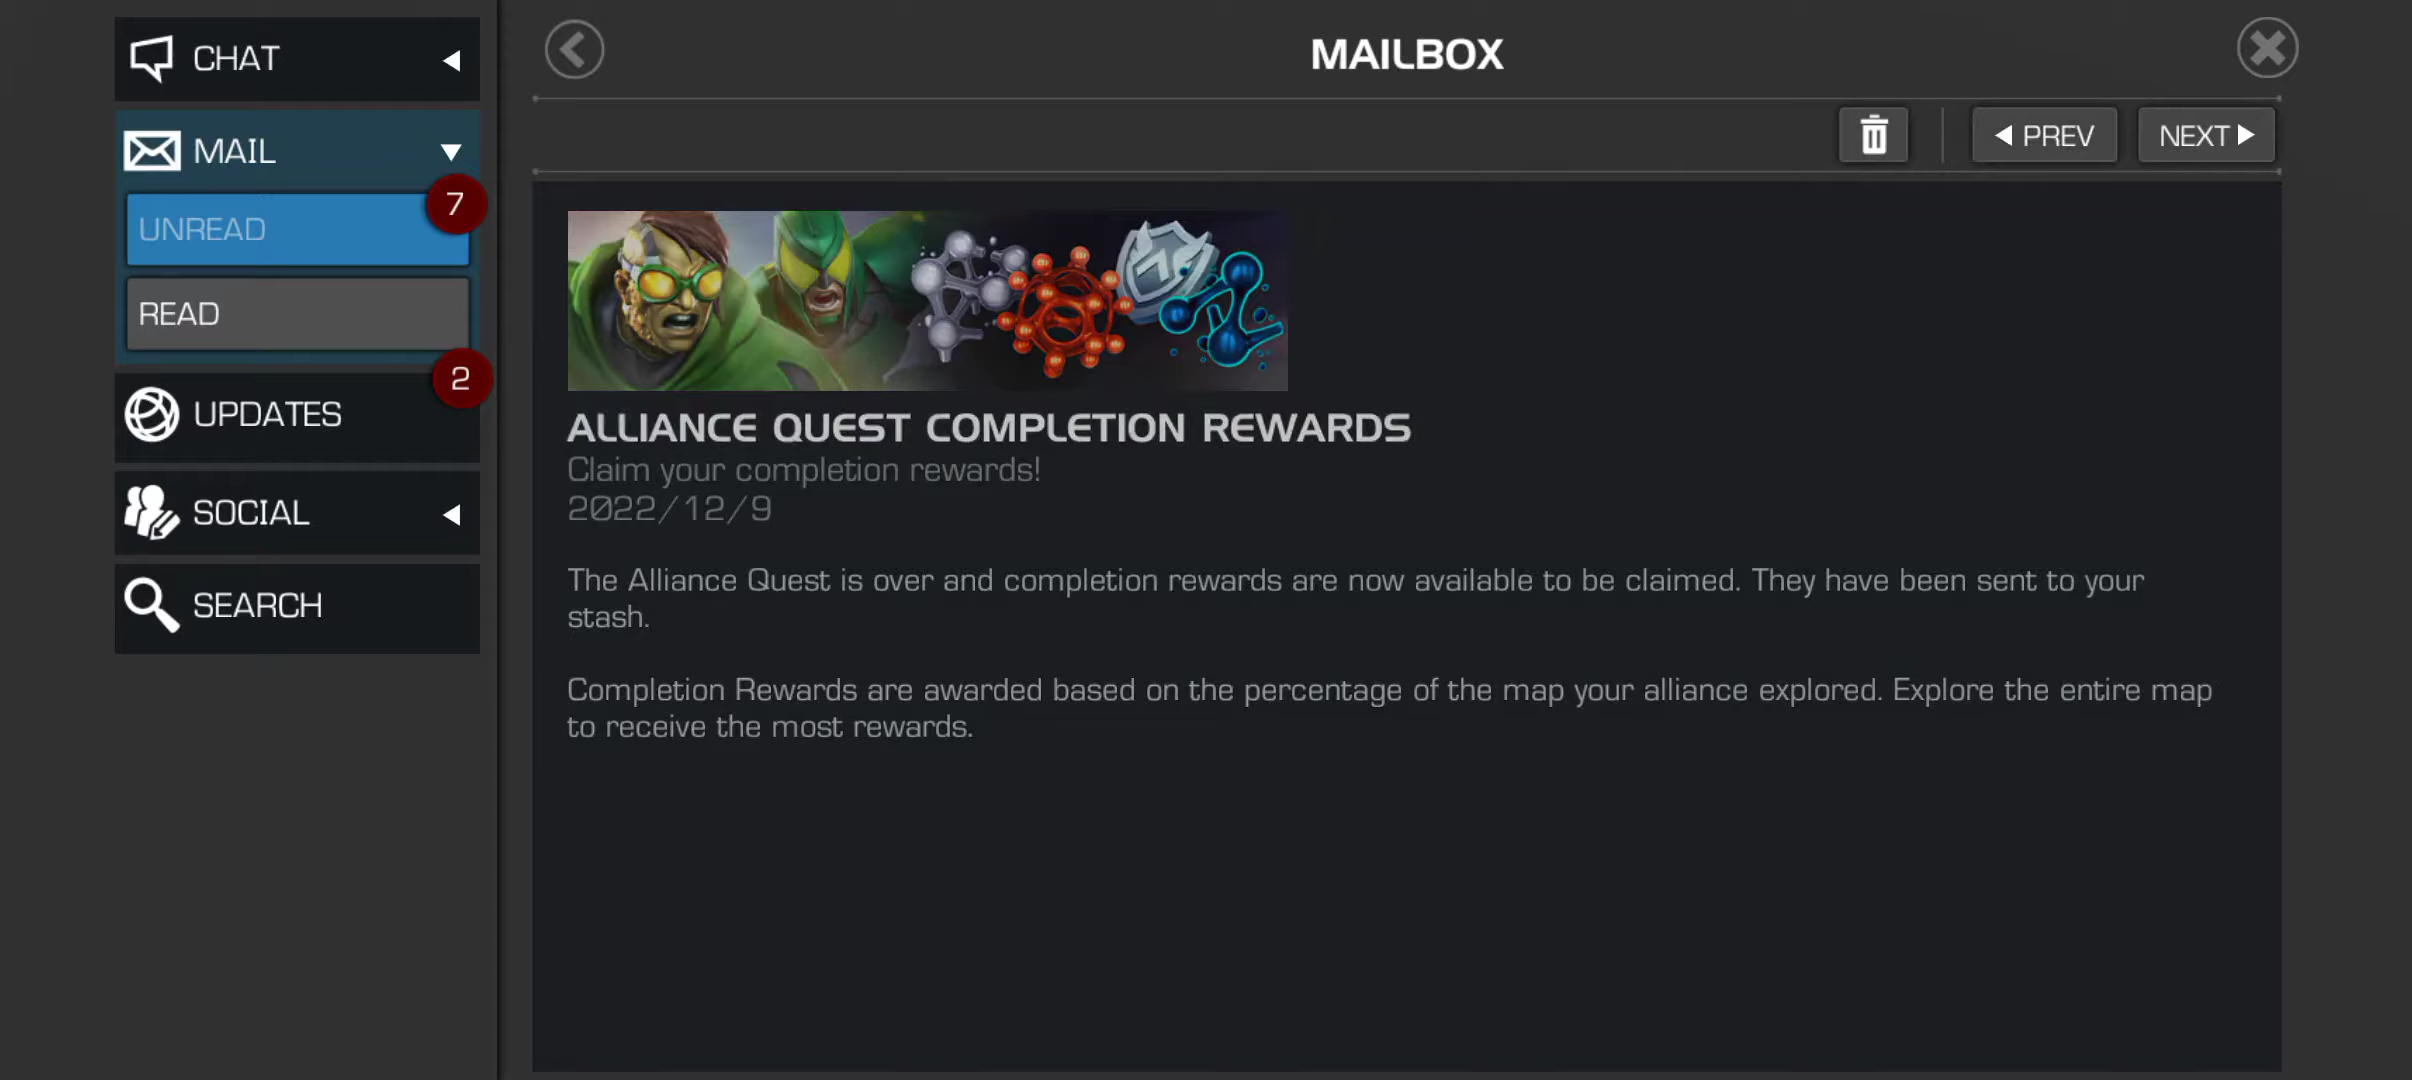 CHAT
MAIL
7
UNREAD
READ
2
UPDATES
SOCIAL
SEARCH
MAILBOX
PREV
NEXT
ALLIANCE QUEST COMPLETION REWARDS
Claim your completion rewards!
2022/12/9
The Alliance Quest is over and completion rewards are now available to be claimed. They have been sent to your
stash.
Completion Rewards are awarded based on the percentage of the map your alliance explored. Explore the entire map
to receive the most rewards.